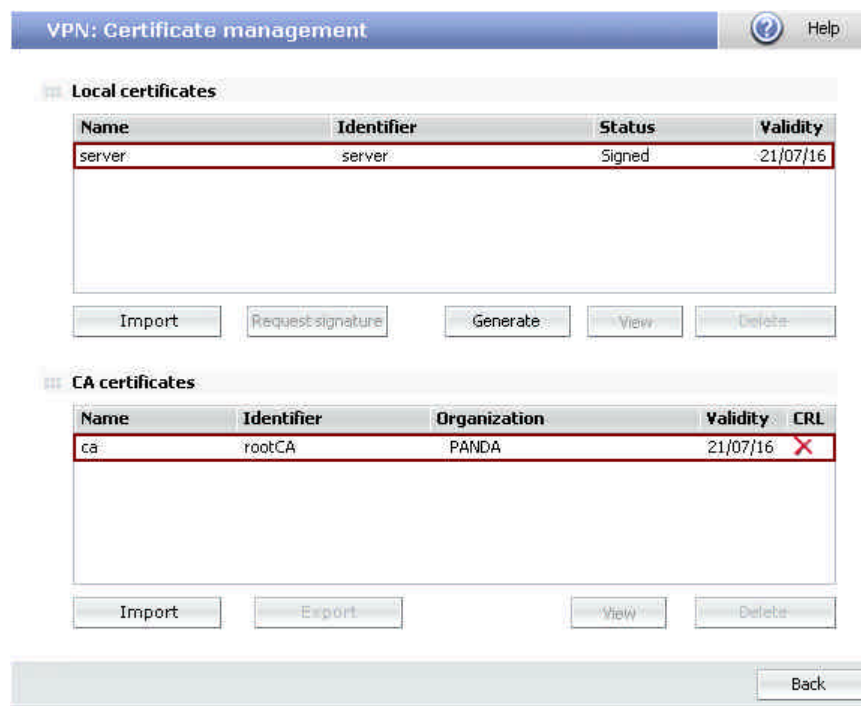 VPN: Certificate management ? Help
Local certificates
Name Identifier Status Validity
server server Signed 21/07/16
Import Request signature Generate View Delete
CA certificates
Name Identifier Organization Validity CRL
ca rootCA PANDA 21/07/16
Import Export View Delete
Back